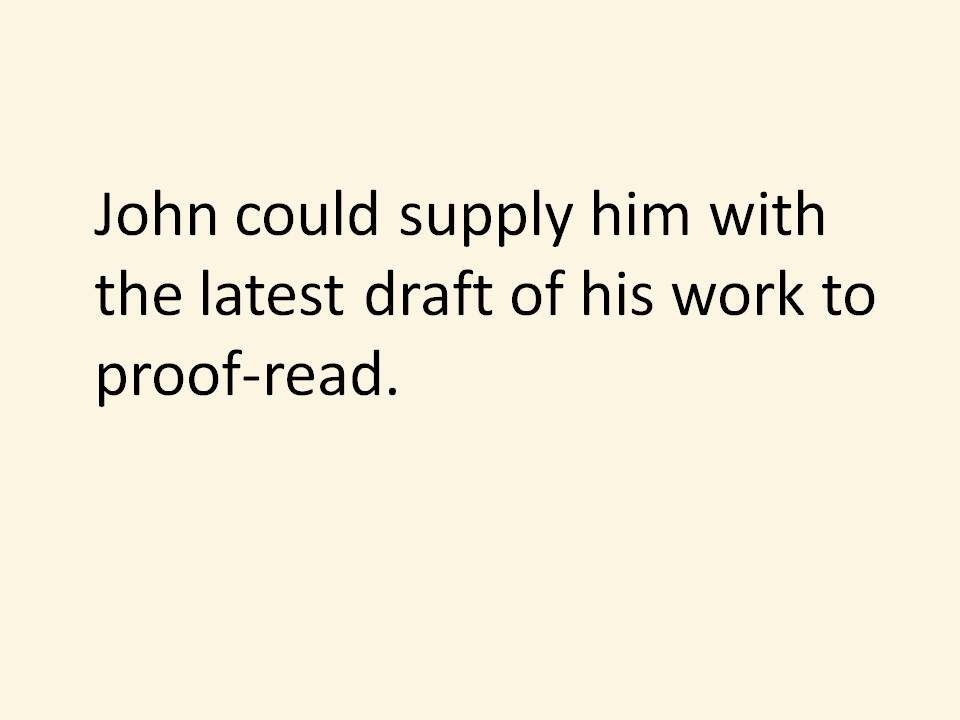 John could supply him with
the latest draft of his work to
proof-read.